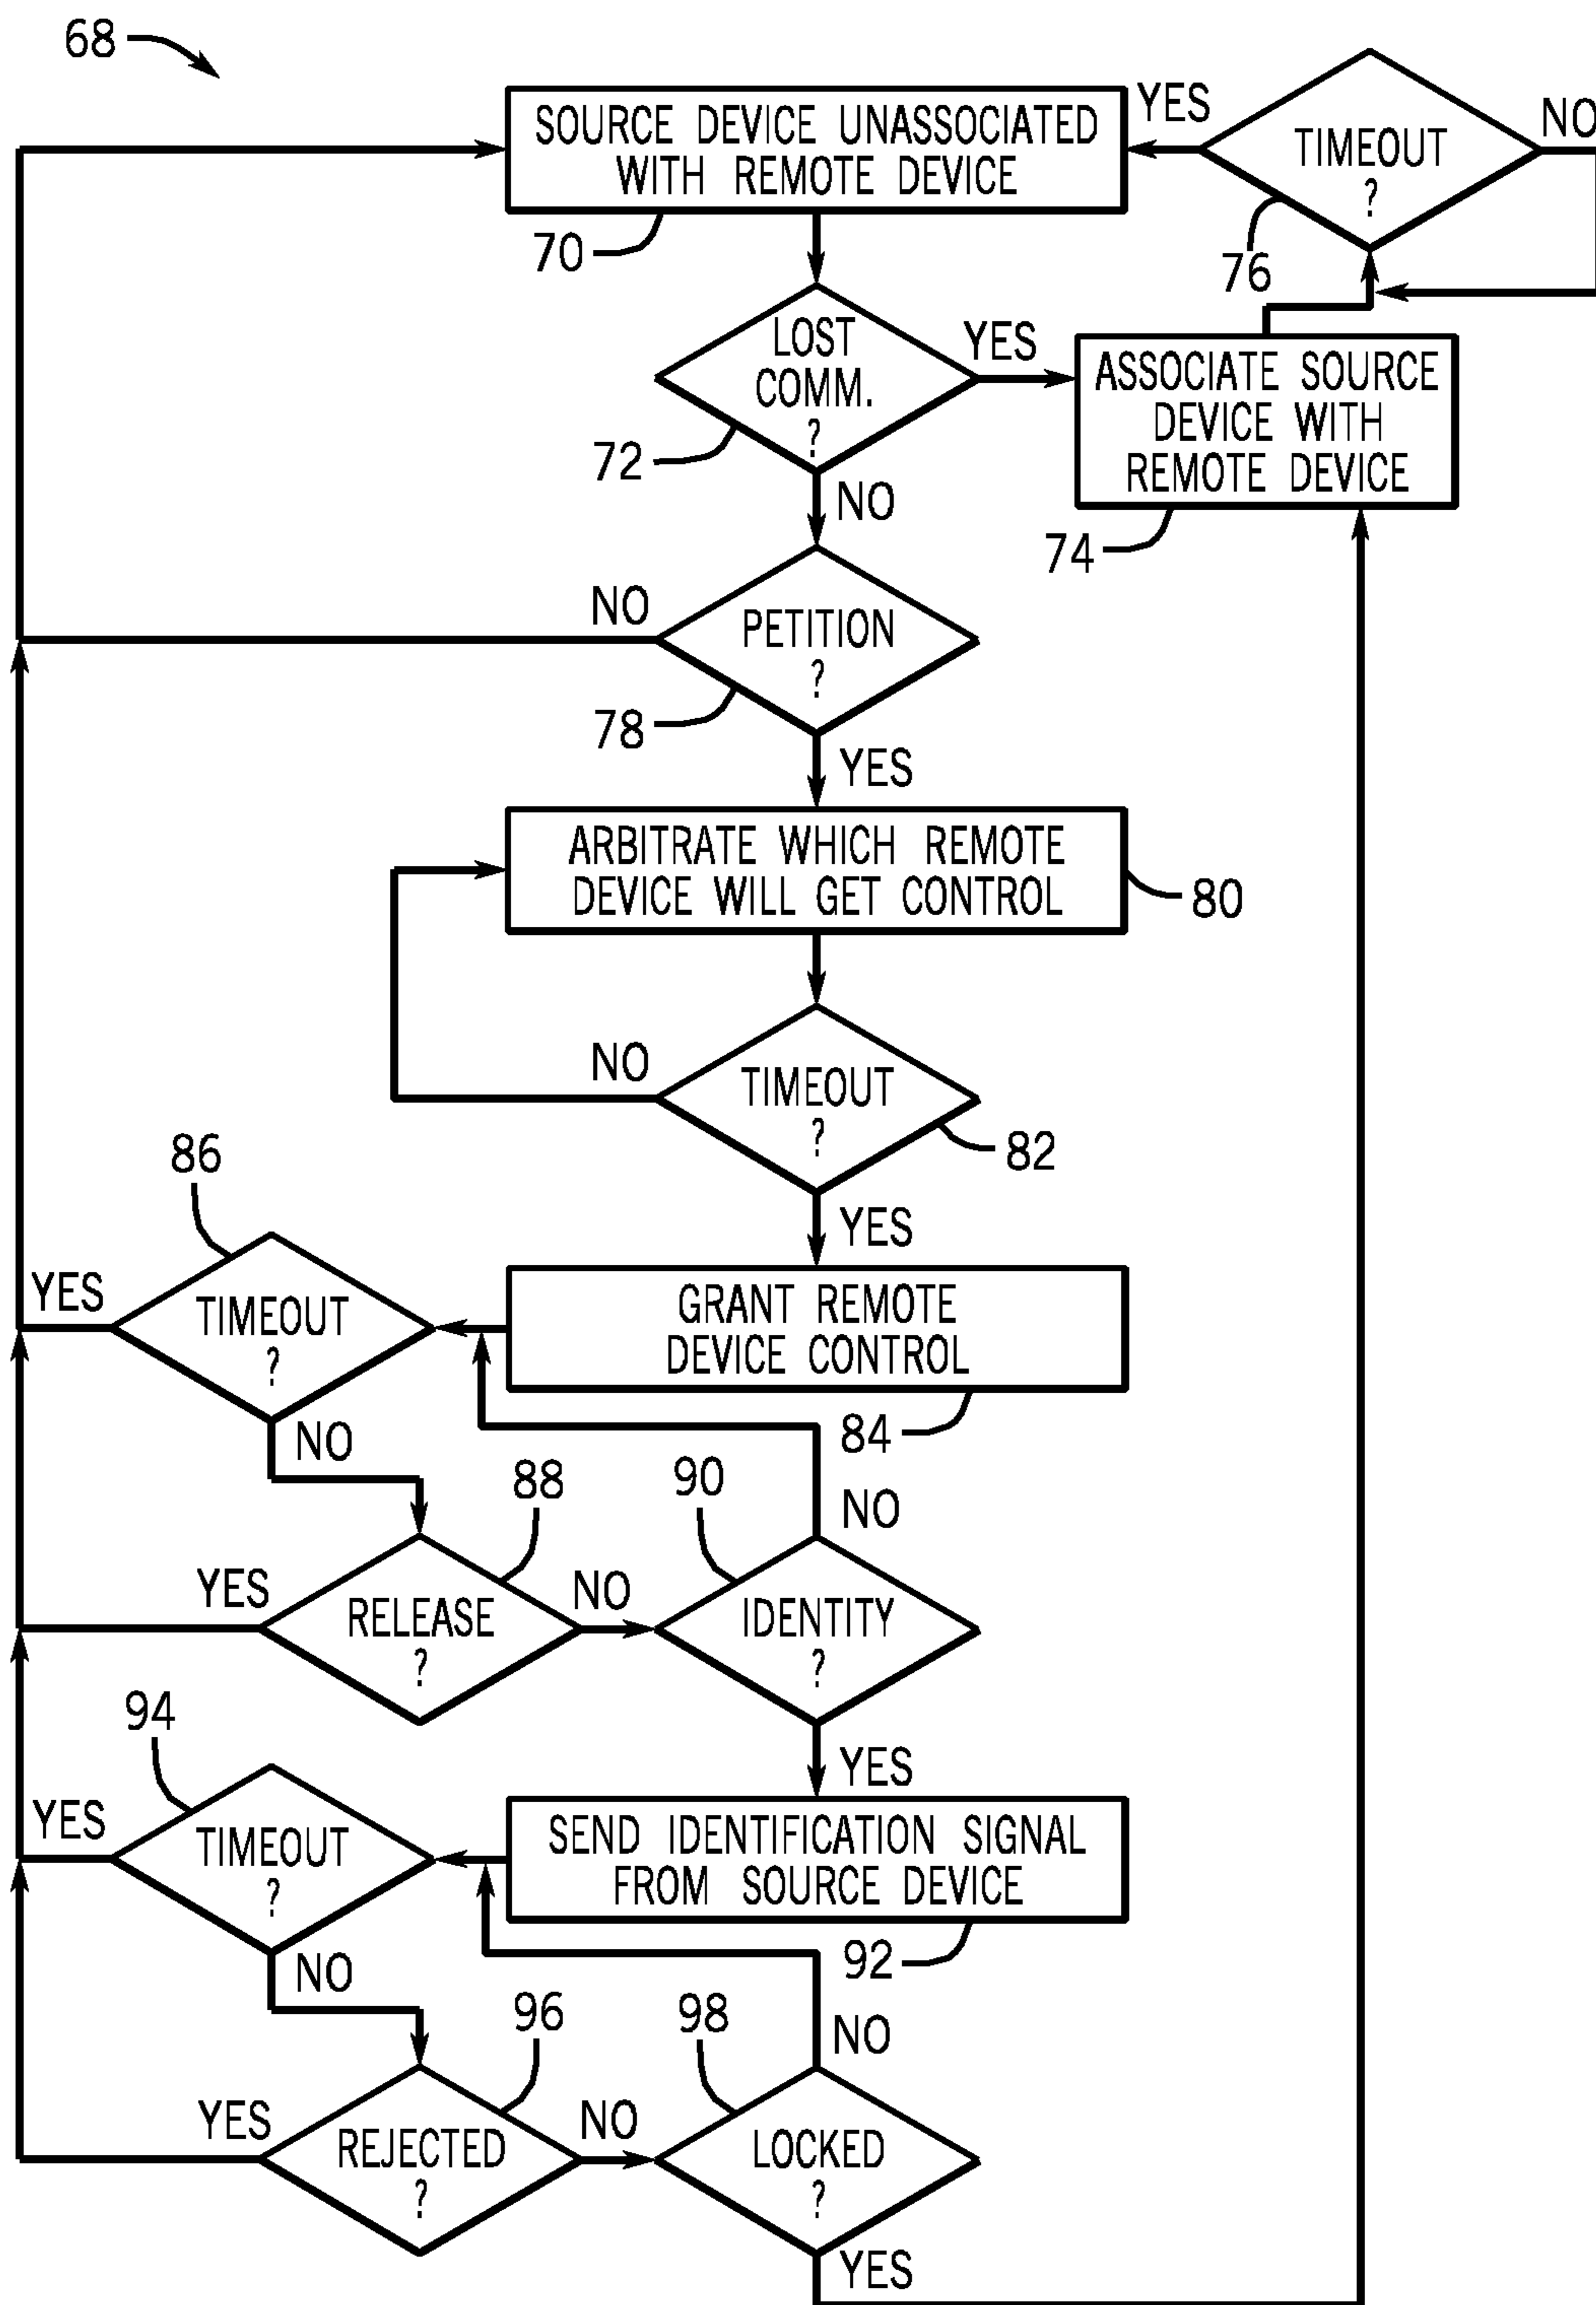 68
SOURCE DEVICE UNASSOCIATED
WITH REMOTE DEVICE
70
YES
TIMEOUT
?
NO
76
LOST
COMM.
?
YES
72
NO
ASSOCIATE SOURCE
DEVICE WITH
REMOTE DEVICE
74
NO
PETITION
?
78
YES
ARBITRATE WHICH REMOTE
DEVICE WILL GET CONTROL
80
NO
TIMEOUT
?
82
YES
86
YES
TIMEOUT
?
NO
GRANT REMOTE
DEVICE CONTROL
84
88
90
NO
YES
RELEASE
?
NO
IDENTITY
?
YES
94
YES
TIMEOUT
?
NO
SEND IDENTIFICATION SIGNAL
FROM SOURCE DEVICE
92
96
98
NO
YES
REJECTED
?
NO
LOCKED
?
YES